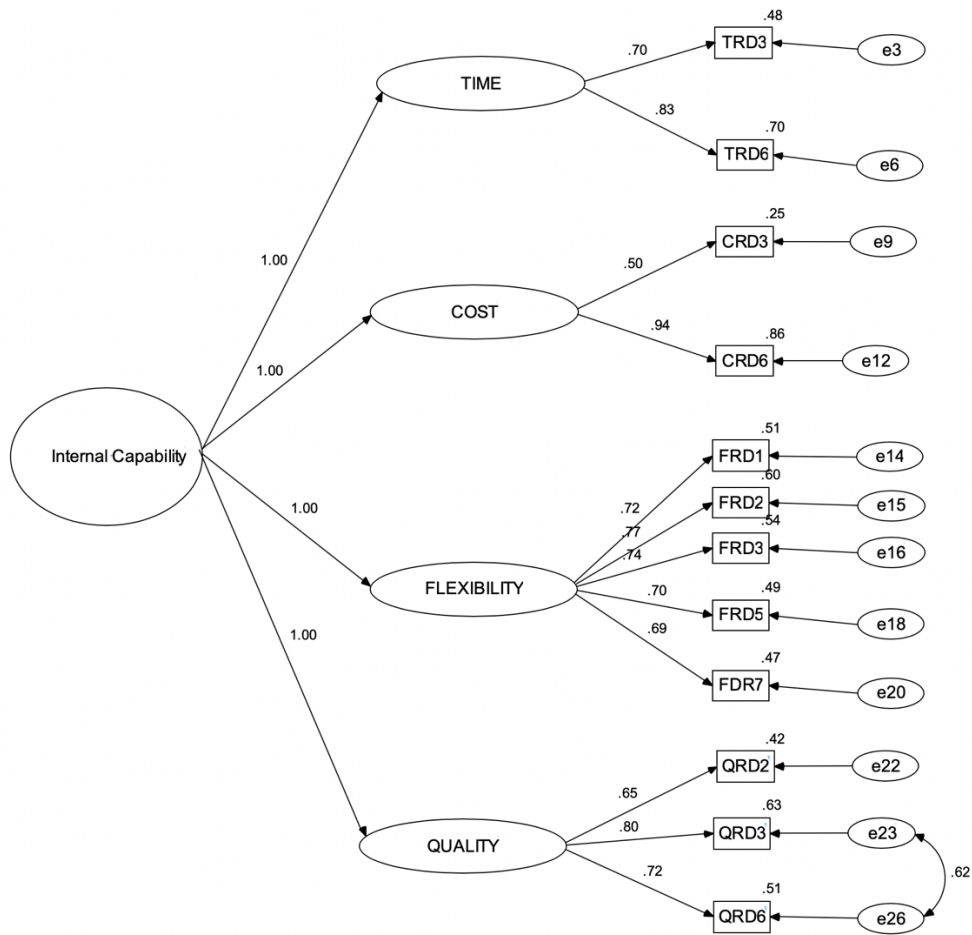 .48
TRD3
e3
.70
TIME
.83
.70
TRD6
e6
.25
CRD3
e9
1.00
.50
COST
.94
.86
CRD6
e12
1.00
.51
FRD1
e14
Internal Capability
.60
FRD2
e15
.72
1.00
.77
.54
FRD3
e16
.74
FLEXIBILITY
.70
.49
FRD5
e18
.69
1.00
.47
FDR7
e20
.42
QRD2
e22
.65
.63
.80
QRD3
e23
QUALITY
.62
.72
.51
QRD6
e26